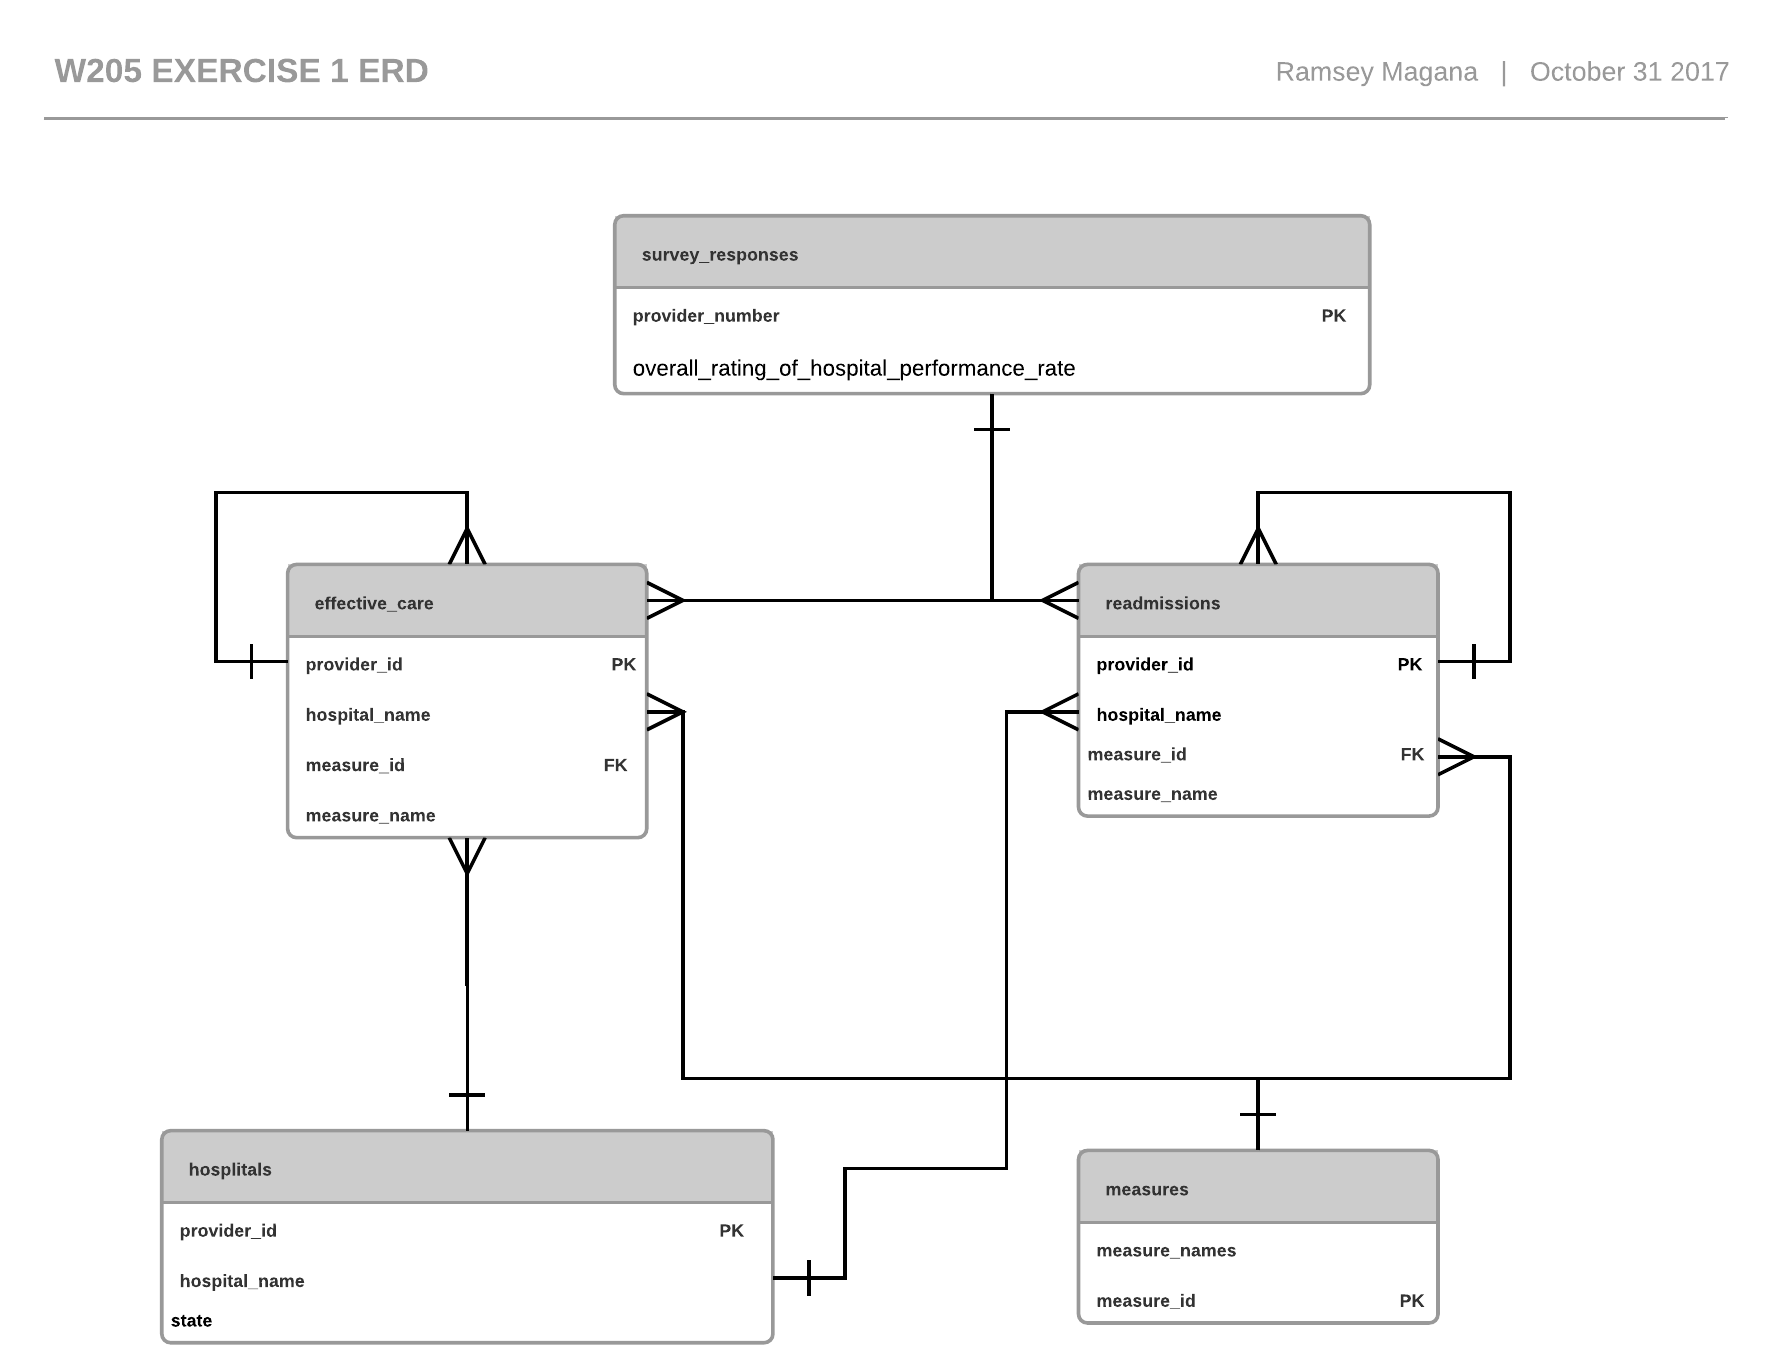 W205 EXERCISE 1 ERD
Ramsey Magana | October 31 2017
survey_responses
provider_number PK
overall_rating_of_hospital_performance_rate
effective_care
provider_id PK
hospital_name
measure_id FK
measure_name
readmissions
provider_id PK
hospital_name
measure_id FK
measure_name
hosplitals
provider_id PK
hospital_name
state
measures
measure_names
measure_id PK